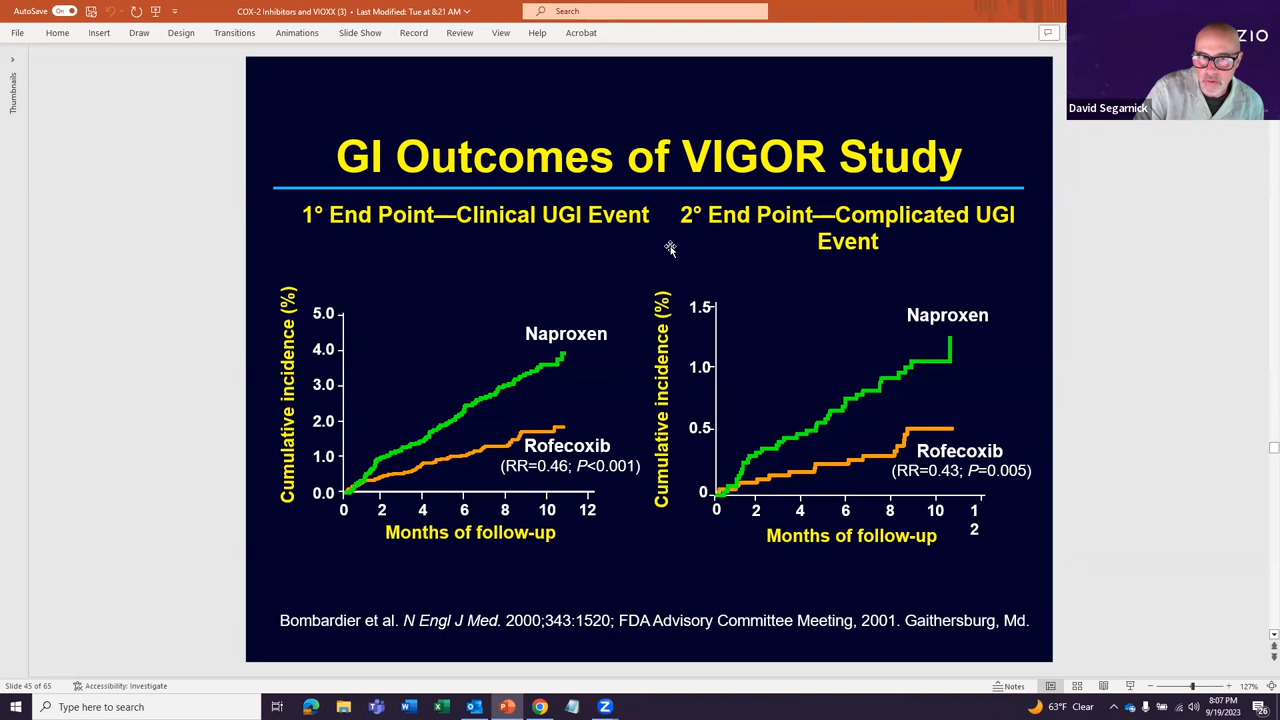 AutoSave On COX-2 Inhibitors and VIOXX (3) • Last Modified: Tue at 8:21 AM Search
File Home Insert Draw Design Transitions Animations Slide Show Record Review View Help Acrobat
ZIO
David Segarnick
Thumbnails
GI Outcomes of VIGOR Study
1° End Point—Clinical UGI Event
2° End Point—Complicated UGI
Event
Cumulative incidence (%)
5.0
4.0
3.0
2.0
1.0
0.0
Naproxen
Rofecoxib
(RR=0.46; P<0.001)
0 2 4 6 8 10 12
Months of follow-up
Cumulative incidence (%)
1.5
1.0
0.5
0
Naproxen
Rofecoxib
(RR=0.43; P=0.005)
0 2 4 6 8 10 1
2
Months of follow-up
Bombardier et al. N Engl J Med. 2000;343:1520; FDA Advisory Committee Meeting, 2001. Gaithersburg, Md.
Slide 45 of 65 Accessibility: Investigate Notes 127%
Type here to search 63°F Clear 8:07 PM
9/19/2023
26